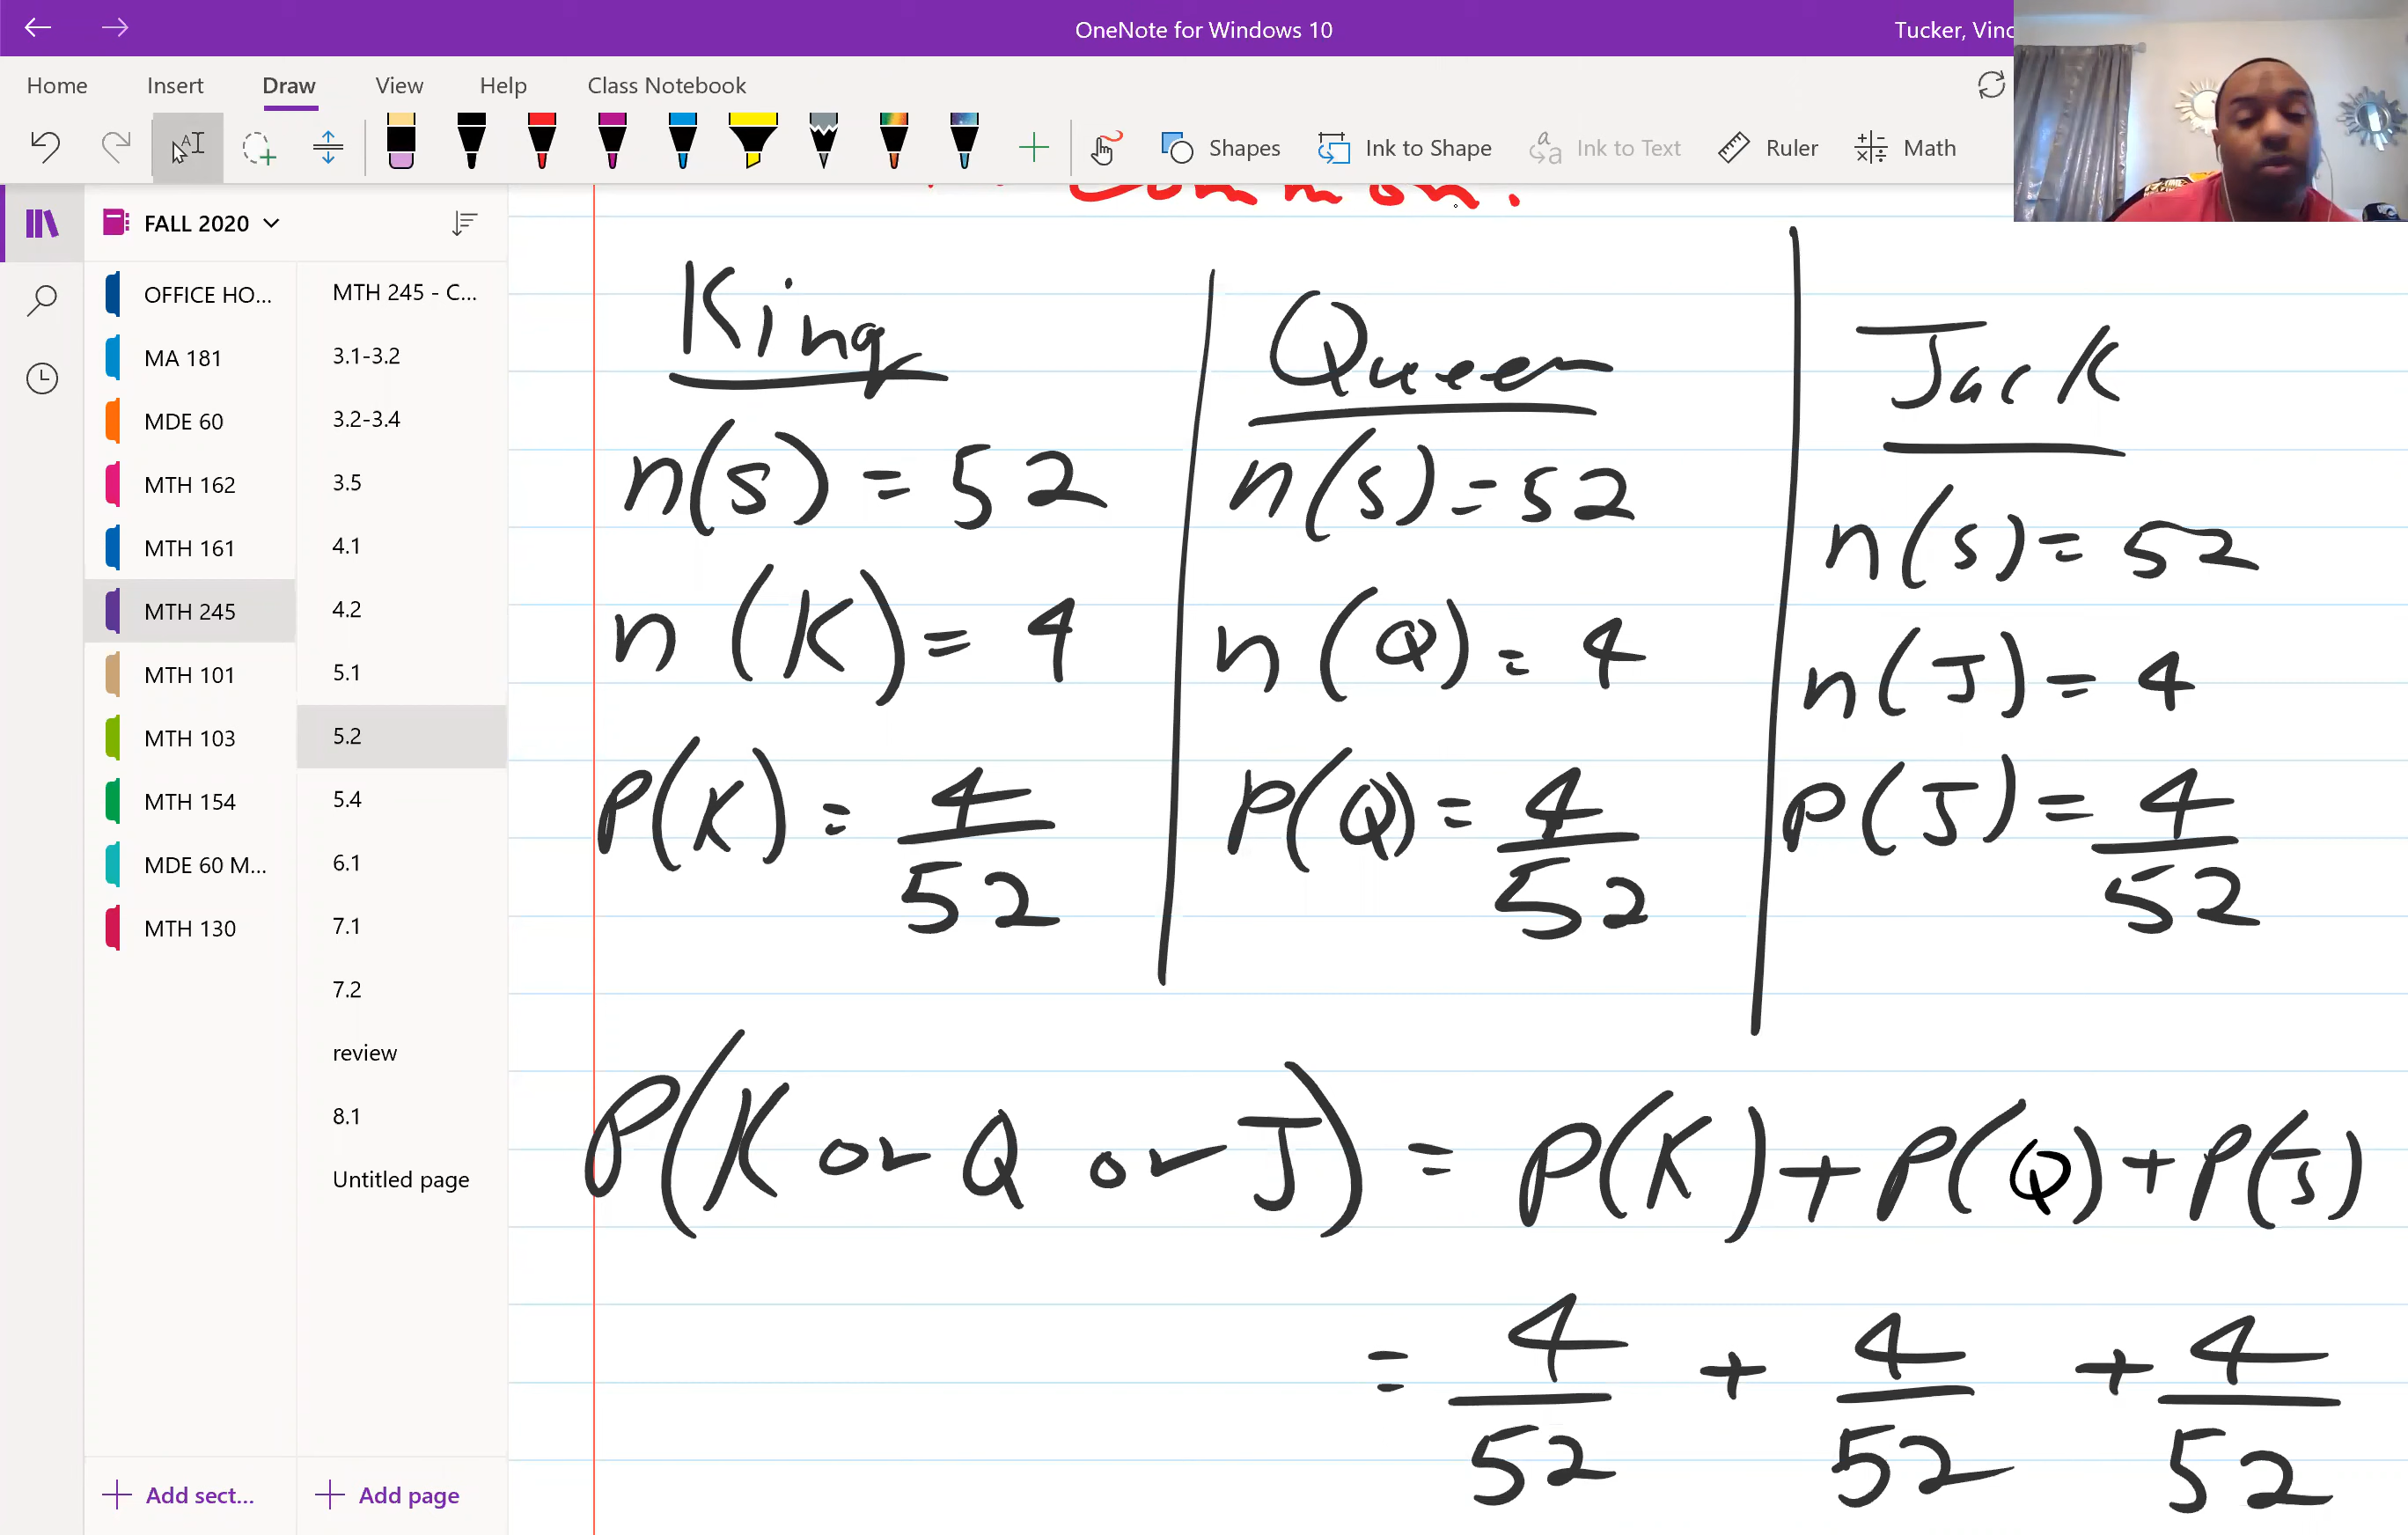 OneNote for Windows 10
Tucker, Vinc
Home Insert Draw View Help Class Notebook
Shapes Ink to Shape Ink to Text Ruler Math
FALL 2020
OFFICE HO...
MA 181
MDE 60
MTH 162
MTH 161
MTH 245
MTH 101
MTH 103
MTH 154
MDE 60 M...
MTH 130
Add sect...
MTH 245 - C...
3.1-3.2
3.2-3.4
3.5
4.1
4.2
5.1
5.2
5.4
6.1
7.1
7.2
review
8.1
Untitled page
Add page
Common.
King
n(s) = 52
n(K) = 4
P(K) = 4/52
Queen
n(s) = 52
n(Q) = 4
P(Q) = 4/52
Jack
n(s) = 52
n(J) = 4
P(J) = 4/52
P(K or Q or J) = P(K) + P(Q) + P(J)
= 4/52 + 4/52 + 4/52